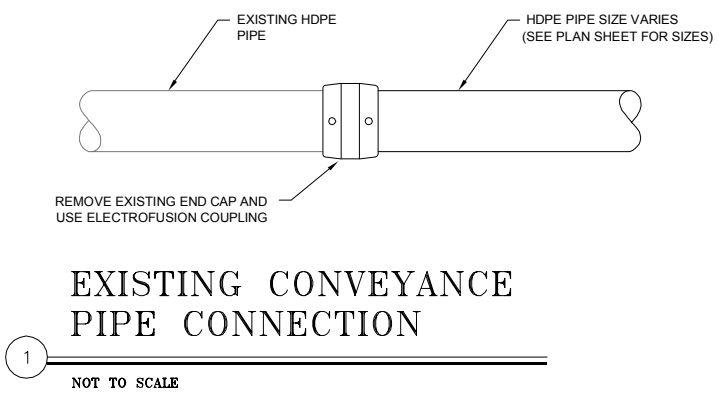 EXISTING HDPE
PIPE
HDPE PIPE SIZE VARIES
(SEE PLAN SHEET FOR SIZES)
REMOVE EXISTING END CAP AND
USE ELECTROFUSION COUPLING
EXISTING CONVEYANCE
PIPE CONNECTION
1
NOT TO SCALE